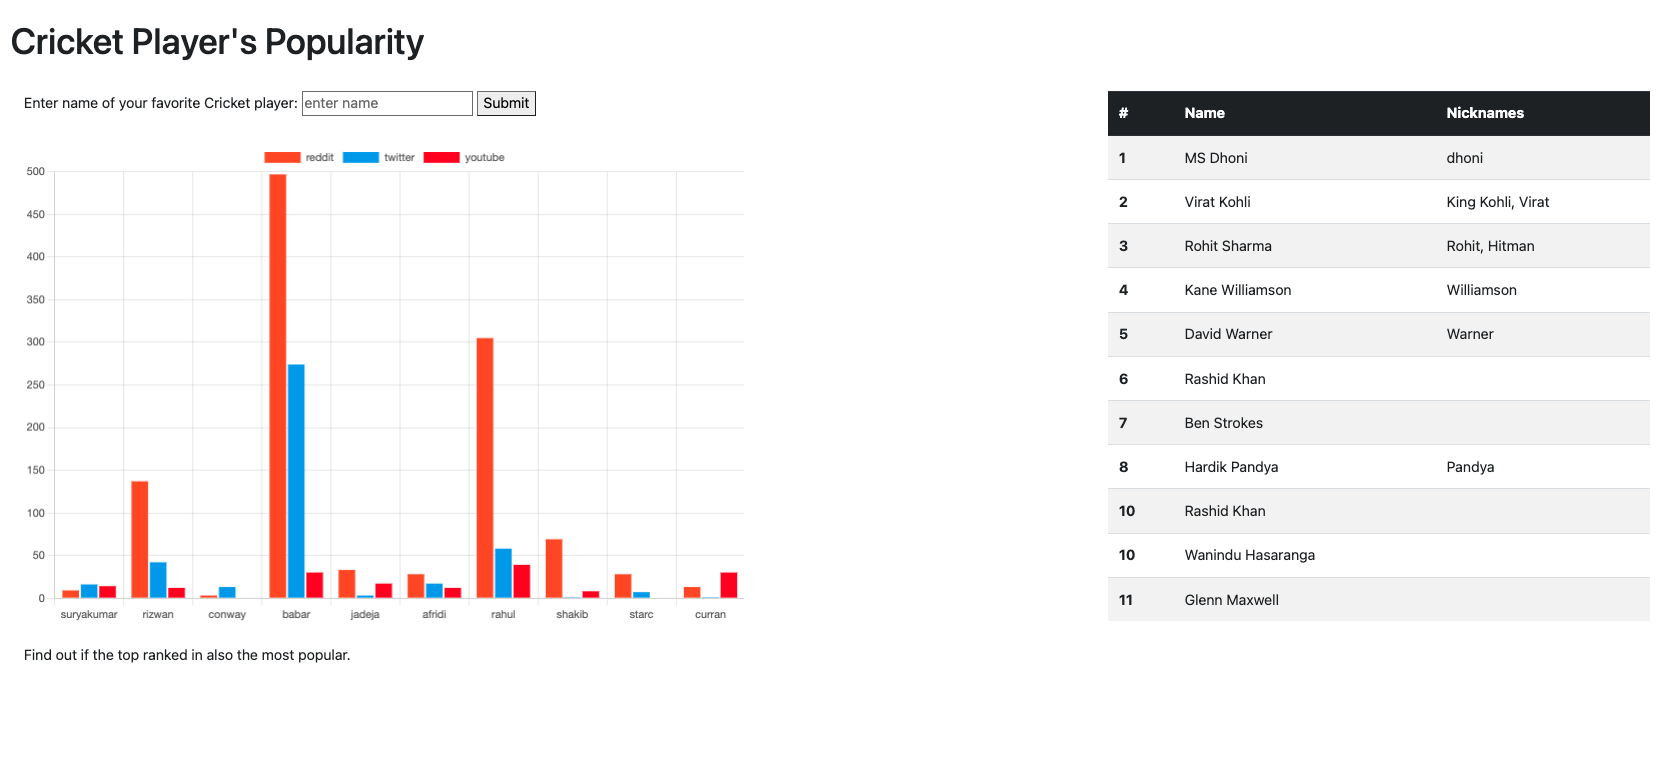 Cricket Player's Popularity
Enter name of your favorite Cricket player: enter name Submit
reddit twitter youtube
500
450
400
350
300
250
200
150
100
50
0
suryakumar rizwan conway babar jadeja afridi rahul shakib starc curran
Find out if the top ranked in also the most popular.
# Name Nicknames
1 MS Dhoni dhoni
2 Virat Kohli King Kohli, Virat
3 Rohit Sharma Rohit, Hitman
4 Kane Williamson Williamson
5 David Warner Warner
6 Rashid Khan
7 Ben Strokes
8 Hardik Pandya Pandya
10 Rashid Khan
10 Wanindu Hasaranga
11 Glenn Maxwell